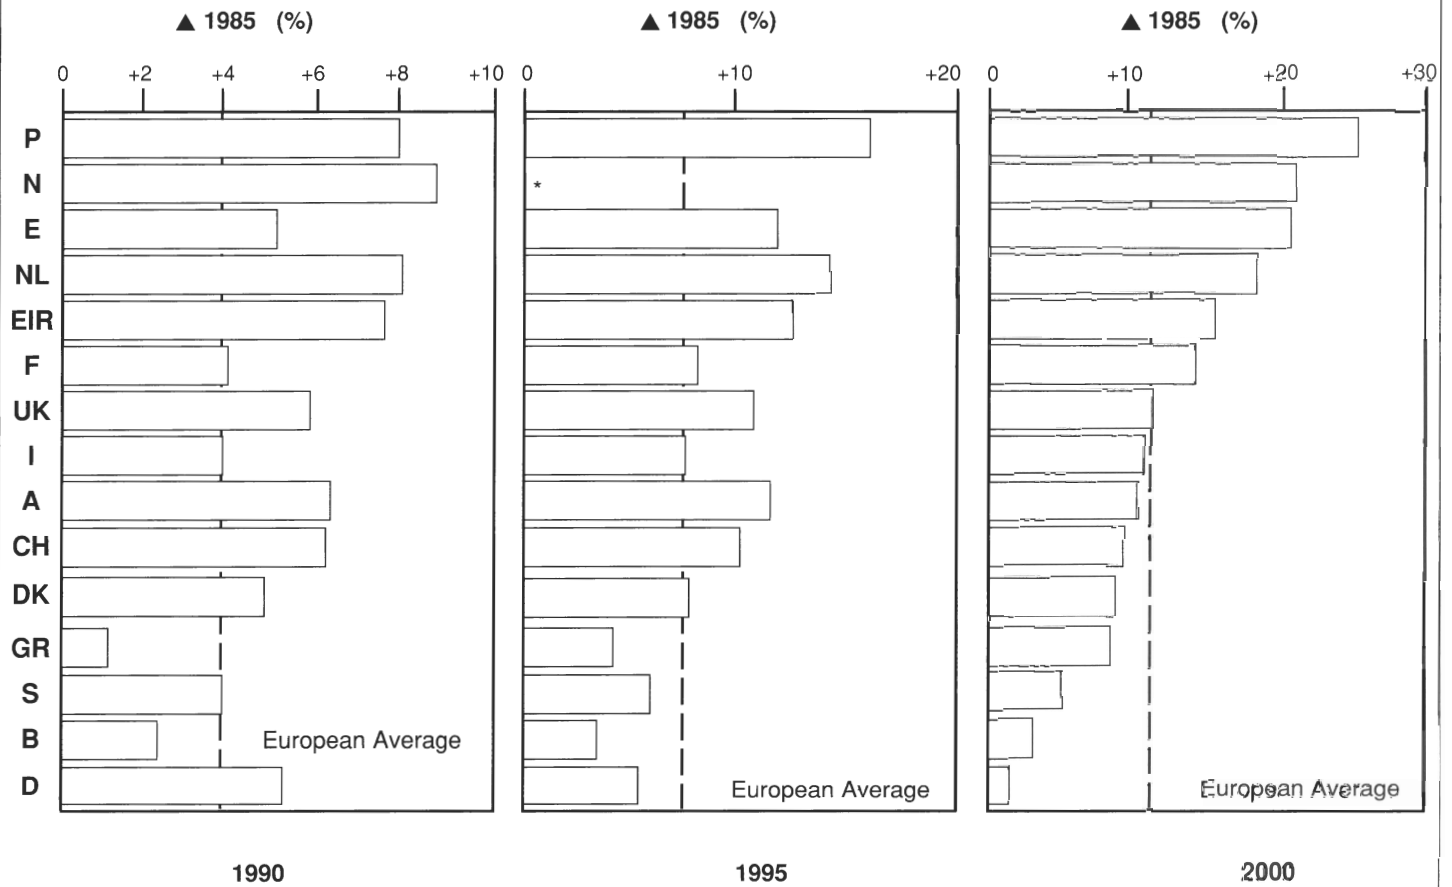 ▲ 1985 (%) ▲ 1985 (%) ▲ 1985 (%)
0 +2 +4 +6 +8 +10 0 +10 +20 0 +10 +20 +30
P
N *
E
NL
EIR
F
UK
I
A
CH
DK
GR
S
B European Average
D European Average European Average
1990 1995 2000